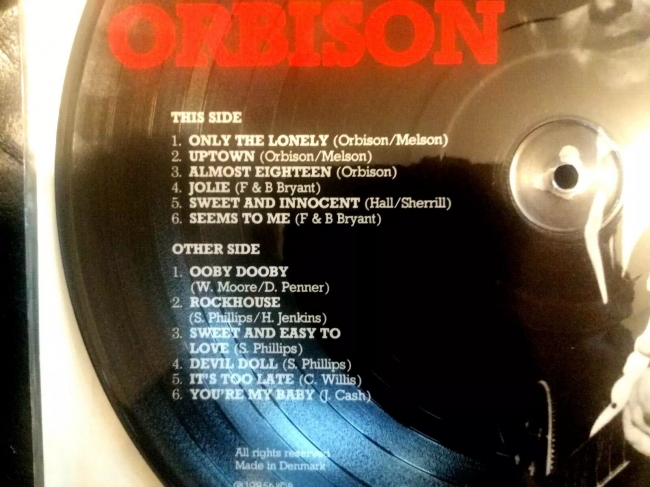 ORBISON
THIS SIDE
1. ONLY THE LONELY (Orbison/Melson)
2. UPTOWN (Orbison/Melson)
3. ALMOST EIGHTEEN (Orbison)
4. JOLIE (F & B Bryant)
5. SWEET AND INNOCENT (Hall/Sherrill)
6. SEEMS TO ME (F & B Bryant)
OTHER SIDE
1. OOBY DOOBY
(W. Moore/D. Penner)
2. ROCKHOUSE
(S. Phillips/H. Jenkins)
3. SWEET AND EASY TO
LOVE (S. Phillips)
4. DEVIL DOLL (S. Phillips)
5. IT'S TOO LATE (C. Willis)
6. YOU'RE MY BABY (J. Cash)
All rights reserved
Made in Denmark